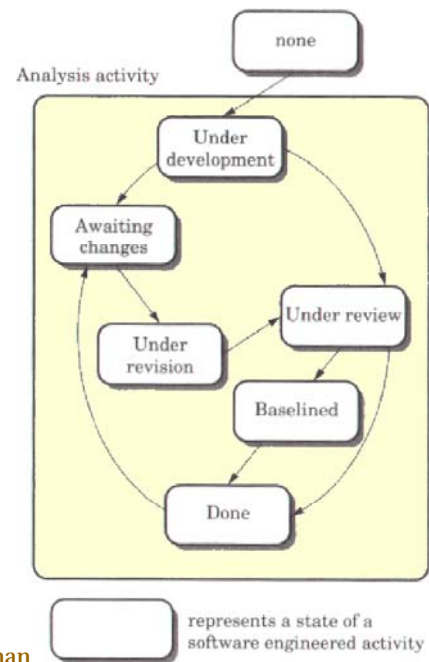 none
Analysis activity
Under
development
Awaiting
changes
Under review
Under
revision
Baselined
Done
represents a state of a
software engineered activity